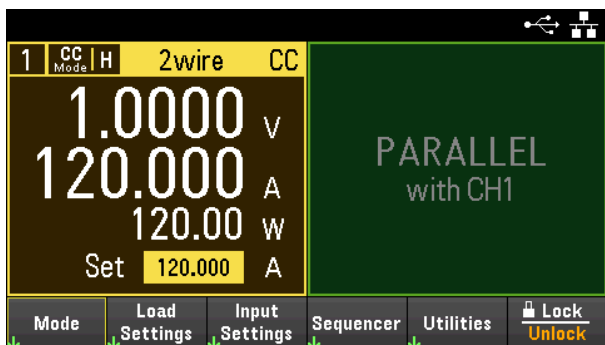 1 CC Mode H 2wire CC
1.0000 V
120.000 A
120.00 W
Set 120.000 A
PARALLEL
with CH1
Mode
Load Settings
Input Settings
Sequencer
Utilities
Lock
Unlock